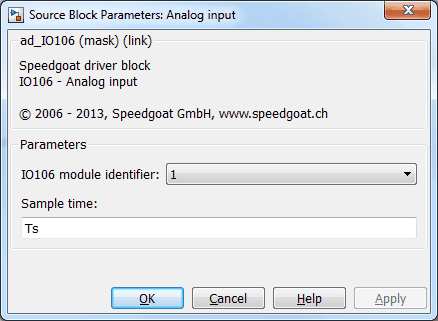 Source Block Parameters: Analog input
ad_IO106 (mask) (link)
Speedgoat driver block
IO106 - Analog input
© 2006 - 2013, Speedgoat GmbH, www.speedgoat.ch
Parameters
IO106 module identifier: 1
Sample time:
Ts
OK Cancel Help Apply